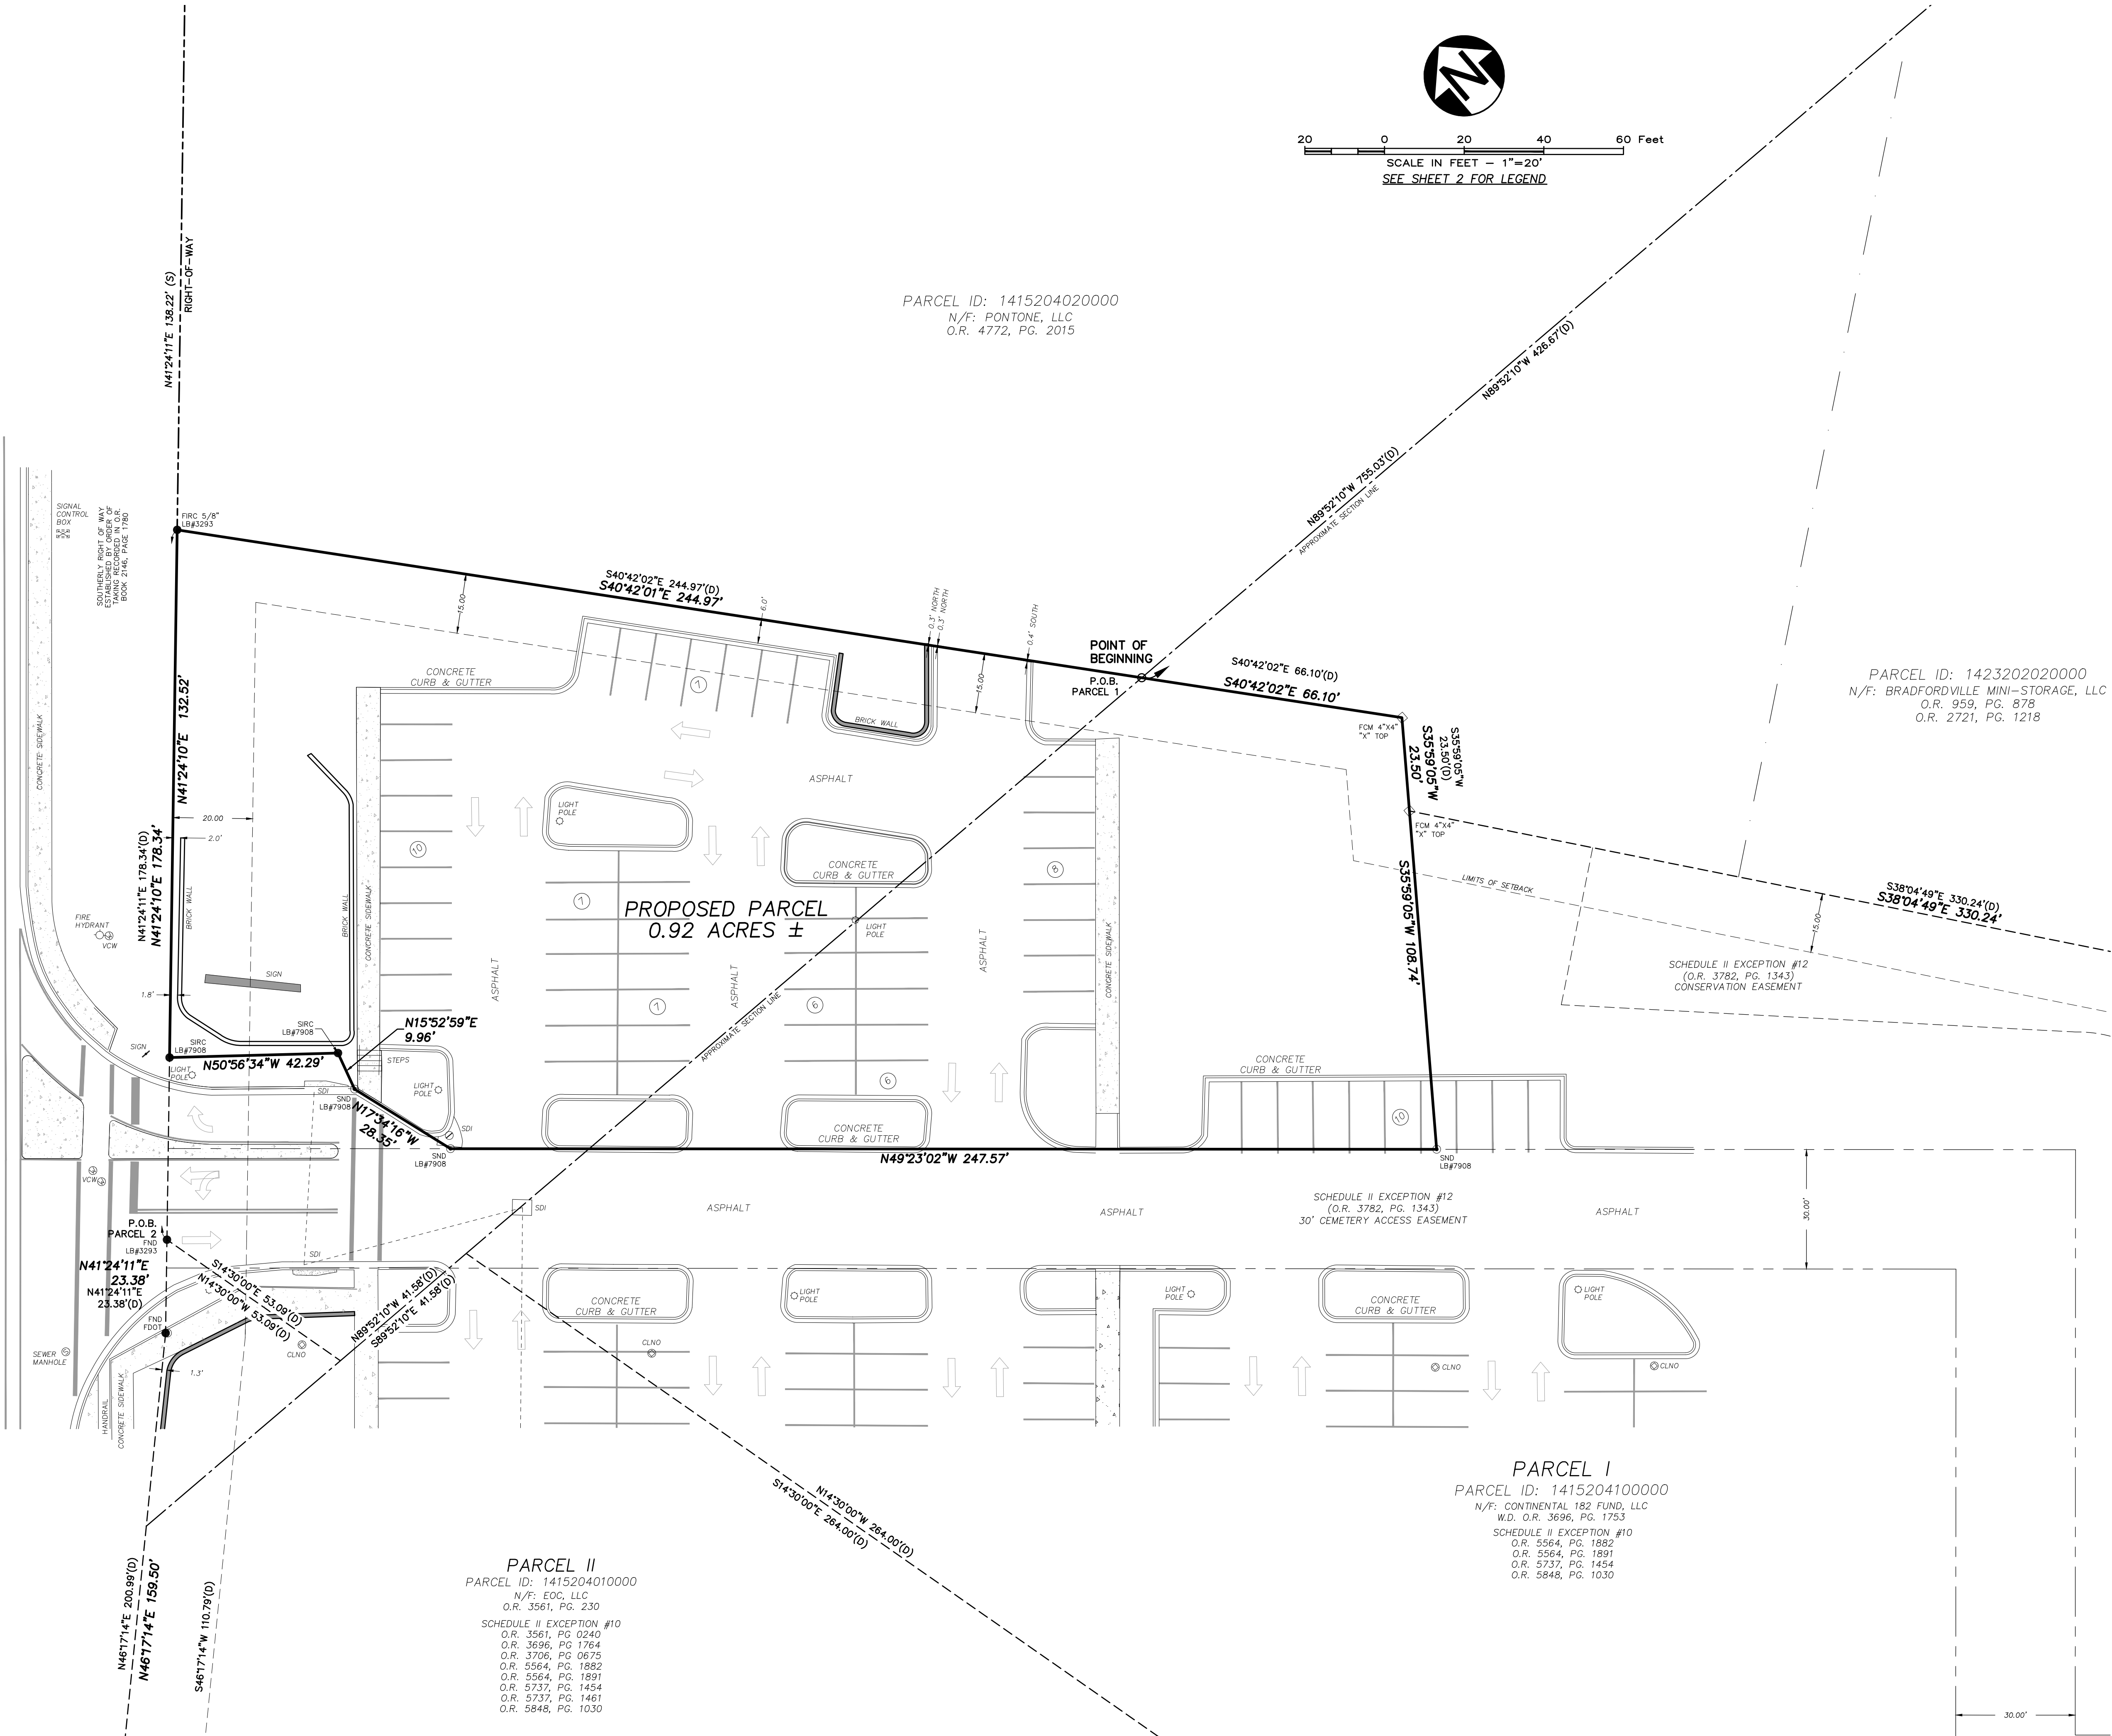 N
20 0 20 40 60 Feet
SCALE IN FEET – 1"=20'
SEE SHEET 2 FOR LEGEND
N41°24'11"E 138.22' (S)
RIGHT-OF-WAY
PARCEL ID: 1415204020000
N/F: PONTONE, LLC
O.R. 4772, PG. 2015
N89°52'10"W 426.67'(D)
N89°52'10"W 755.03'(D)
APPROXIMATE SECTION LINE
SIGNAL
CONTROL
BOX
SOUTHERLY RIGHT OF WAY
ESTABLISHED BY ORDER OF
TAKING RECORDED IN O.R.
BOOK 2146, PAGE 1780
FIRC 5/8"
LB#3293
CONCRETE SIDEWALK
S40°42'02"E 244.97'(D)
S40°42'01"E 244.97'
15.00
6.0'
0.3' NORTH
0.3' NORTH
0.4' SOUTH
15.00
POINT OF
BEGINNING
P.O.B.
PARCEL 1
S40°42'02"E 66.10'(D)
S40°42'02"E 66.10'
FCM 4"X4"
"X" TOP
S35°59'05"W
23.50'(D)
S35°59'05"W
23.50'
FCM 4"X4"
"X" TOP
PARCEL ID: 1423202020000
N/F: BRADFORDVILLE MINI-STORAGE, LLC
O.R. 959, PG. 878
O.R. 2721, PG. 1218
CONCRETE
CURB & GUTTER
7
BRICK WALL
ASPHALT
N41°24'10"E 132.52'
20.00
2.0'
N41°24'11"E 178.34'(D)
N41°24'10"E 178.34'
BRICK WALL
BRICK WALL
CONCRETE SIDEWALK
LIGHT
POLE
10
7
CONCRETE
CURB & GUTTER
8
PROPOSED PARCEL
0.92 ACRES ±
LIGHT
POLE
ASPHALT
ASPHALT
ASPHALT
CONCRETE SIDEWALK
S35°59'05"W 108.74'
LIMITS OF SETBACK
S38°04'49"E 330.24'(D)
S38°04'49"E 330.24'
15.00
SCHEDULE II EXCEPTION #12
(O.R. 3782, PG. 1343)
CONSERVATION EASEMENT
FIRE
HYDRANT
VCW
SIGN
1.8'
7
6
APPROXIMATE SECTION LINE
SIRC
LB#7908
N15°52'59"E
9.96'
SIGN
SIRC
LB#7908
N50°56'34"W 42.29'
STEPS
LIGHT
POLE
LIGHT
POLE
SDI
SND
LB#7908
N17°34'16"W
28.35'
SDI
6
CONCRETE
CURB & GUTTER
10
CONCRETE
CURB & GUTTER
SND
LB#7908
N49°23'02"W 247.57'
SND
LB#7908
VCW
SDI
ASPHALT
ASPHALT
SCHEDULE II EXCEPTION #12
(O.R. 3782, PG. 1343)
30' CEMETERY ACCESS EASEMENT
ASPHALT
30.00'
P.O.B.
PARCEL 2
FND
LB#3293
SDI
N41°24'11"E
23.38'
N41°24'11"E
23.38'(D)
S14°30'00"E 53.09'(D)
N14°30'00"W 53.09'(D)
N89°52'10"W 41.58'(D)
S89°52'10"E 41.58'(D)
FND
FDOT
CLNO
SEWER
MANHOLE
1.3'
HANDRAIL
CONCRETE SIDEWALK
CONCRETE
CURB & GUTTER
CLNO
LIGHT
POLE
LIGHT
POLE
CONCRETE
CURB & GUTTER
CLNO
LIGHT
POLE
CLNO
N14°30'00"W 264.00'(D)
S14°30'00"E 264.00'(D)
PARCEL I
PARCEL ID: 1415204100000
N/F: CONTINENTAL 182 FUND, LLC
W.D. O.R. 3696, PG. 1753
SCHEDULE II EXCEPTION #10
O.R. 5564, PG. 1882
O.R. 5564, PG. 1891
O.R. 5737, PG. 1454
O.R. 5848, PG. 1030
PARCEL II
PARCEL ID: 1415204010000
N/F: EOC, LLC
O.R. 3561, PG. 230
SCHEDULE II EXCEPTION #10
O.R. 3561, PG 0240
O.R. 3696, PG 1764
O.R. 3706, PG 0675
O.R. 5564, PG. 1882
O.R. 5564, PG. 1891
O.R. 5737, PG. 1454
O.R. 5737, PG. 1461
O.R. 5848, PG. 1030
N46°17'14"E 200.99'(D)
N46°17'14"E 159.50'
S46°17'14"W 110.79'(D)
30.00'